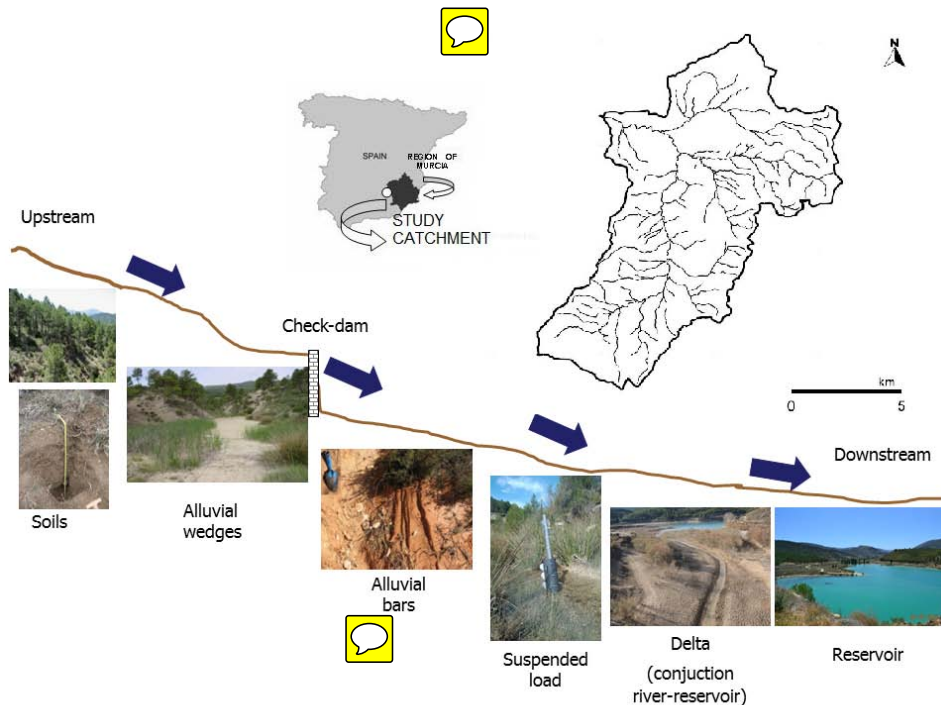 N
SPAIN
REGION OF
MURCIA
STUDY
CATCHMENT
Upstream
Check-dam
km
0 5
Downstream
Soils
Alluvial
wedges
Alluvial
bars
Suspended
load
Delta
(conjuction
river-reservoir)
Reservoir